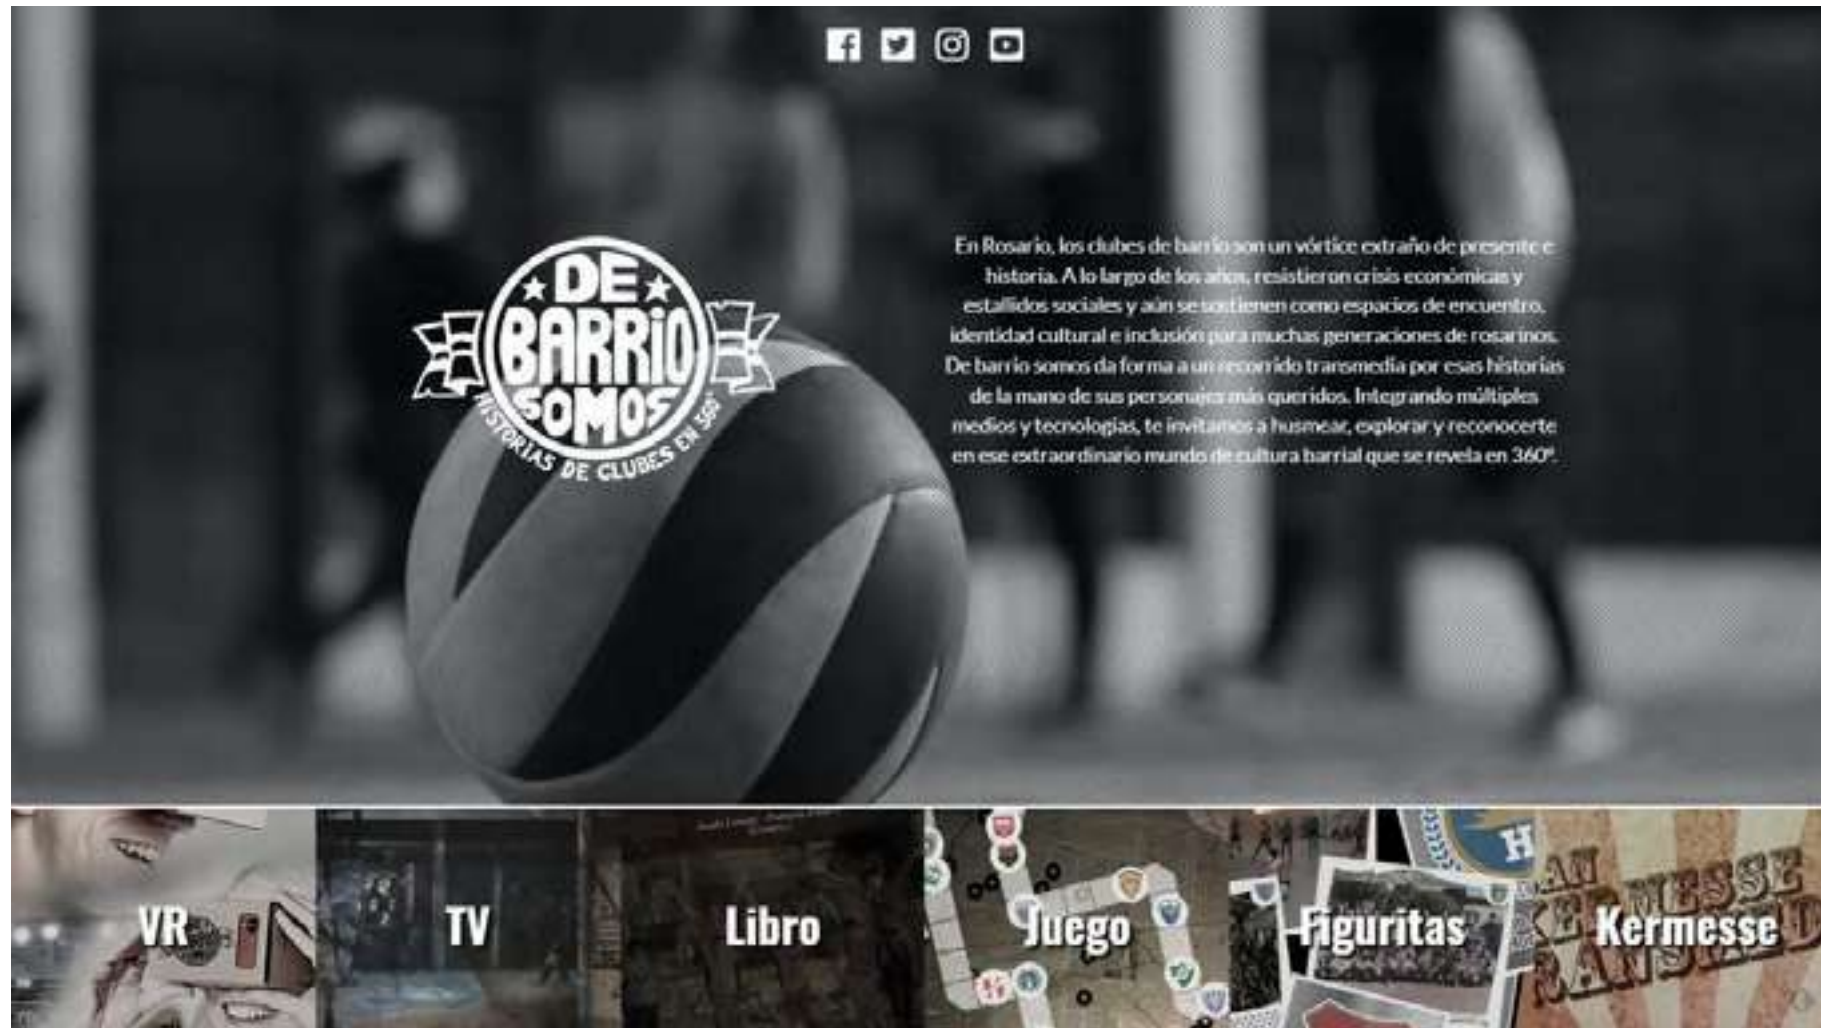 DE
BARRIO
SOMOS
HISTORIAS DE CLUBES EN 360°
En Rosario, los clubes de barrio son un vórtice extraño de presente e
historia. A lo largo de los años, resistieron crisis económicas y
estallidos sociales y aún se sostienen como espacios de encuentro,
identidad cultural e inclusión para muchas generaciones de rosarinos.
De barrio somos da forma a un recorrido transmedia por esas historias
de la mano de sus personajes más queridos. Integrando múltiples
medios y tecnologías, te invitamos a husmear, explorar y reconocerte
en ese extraordinario mundo de cultura barrial que se revela en 360º.
VR
TV
Libro
Juego
Figuritas
Kermesse
H
AN
KERMESSE
RANSMED